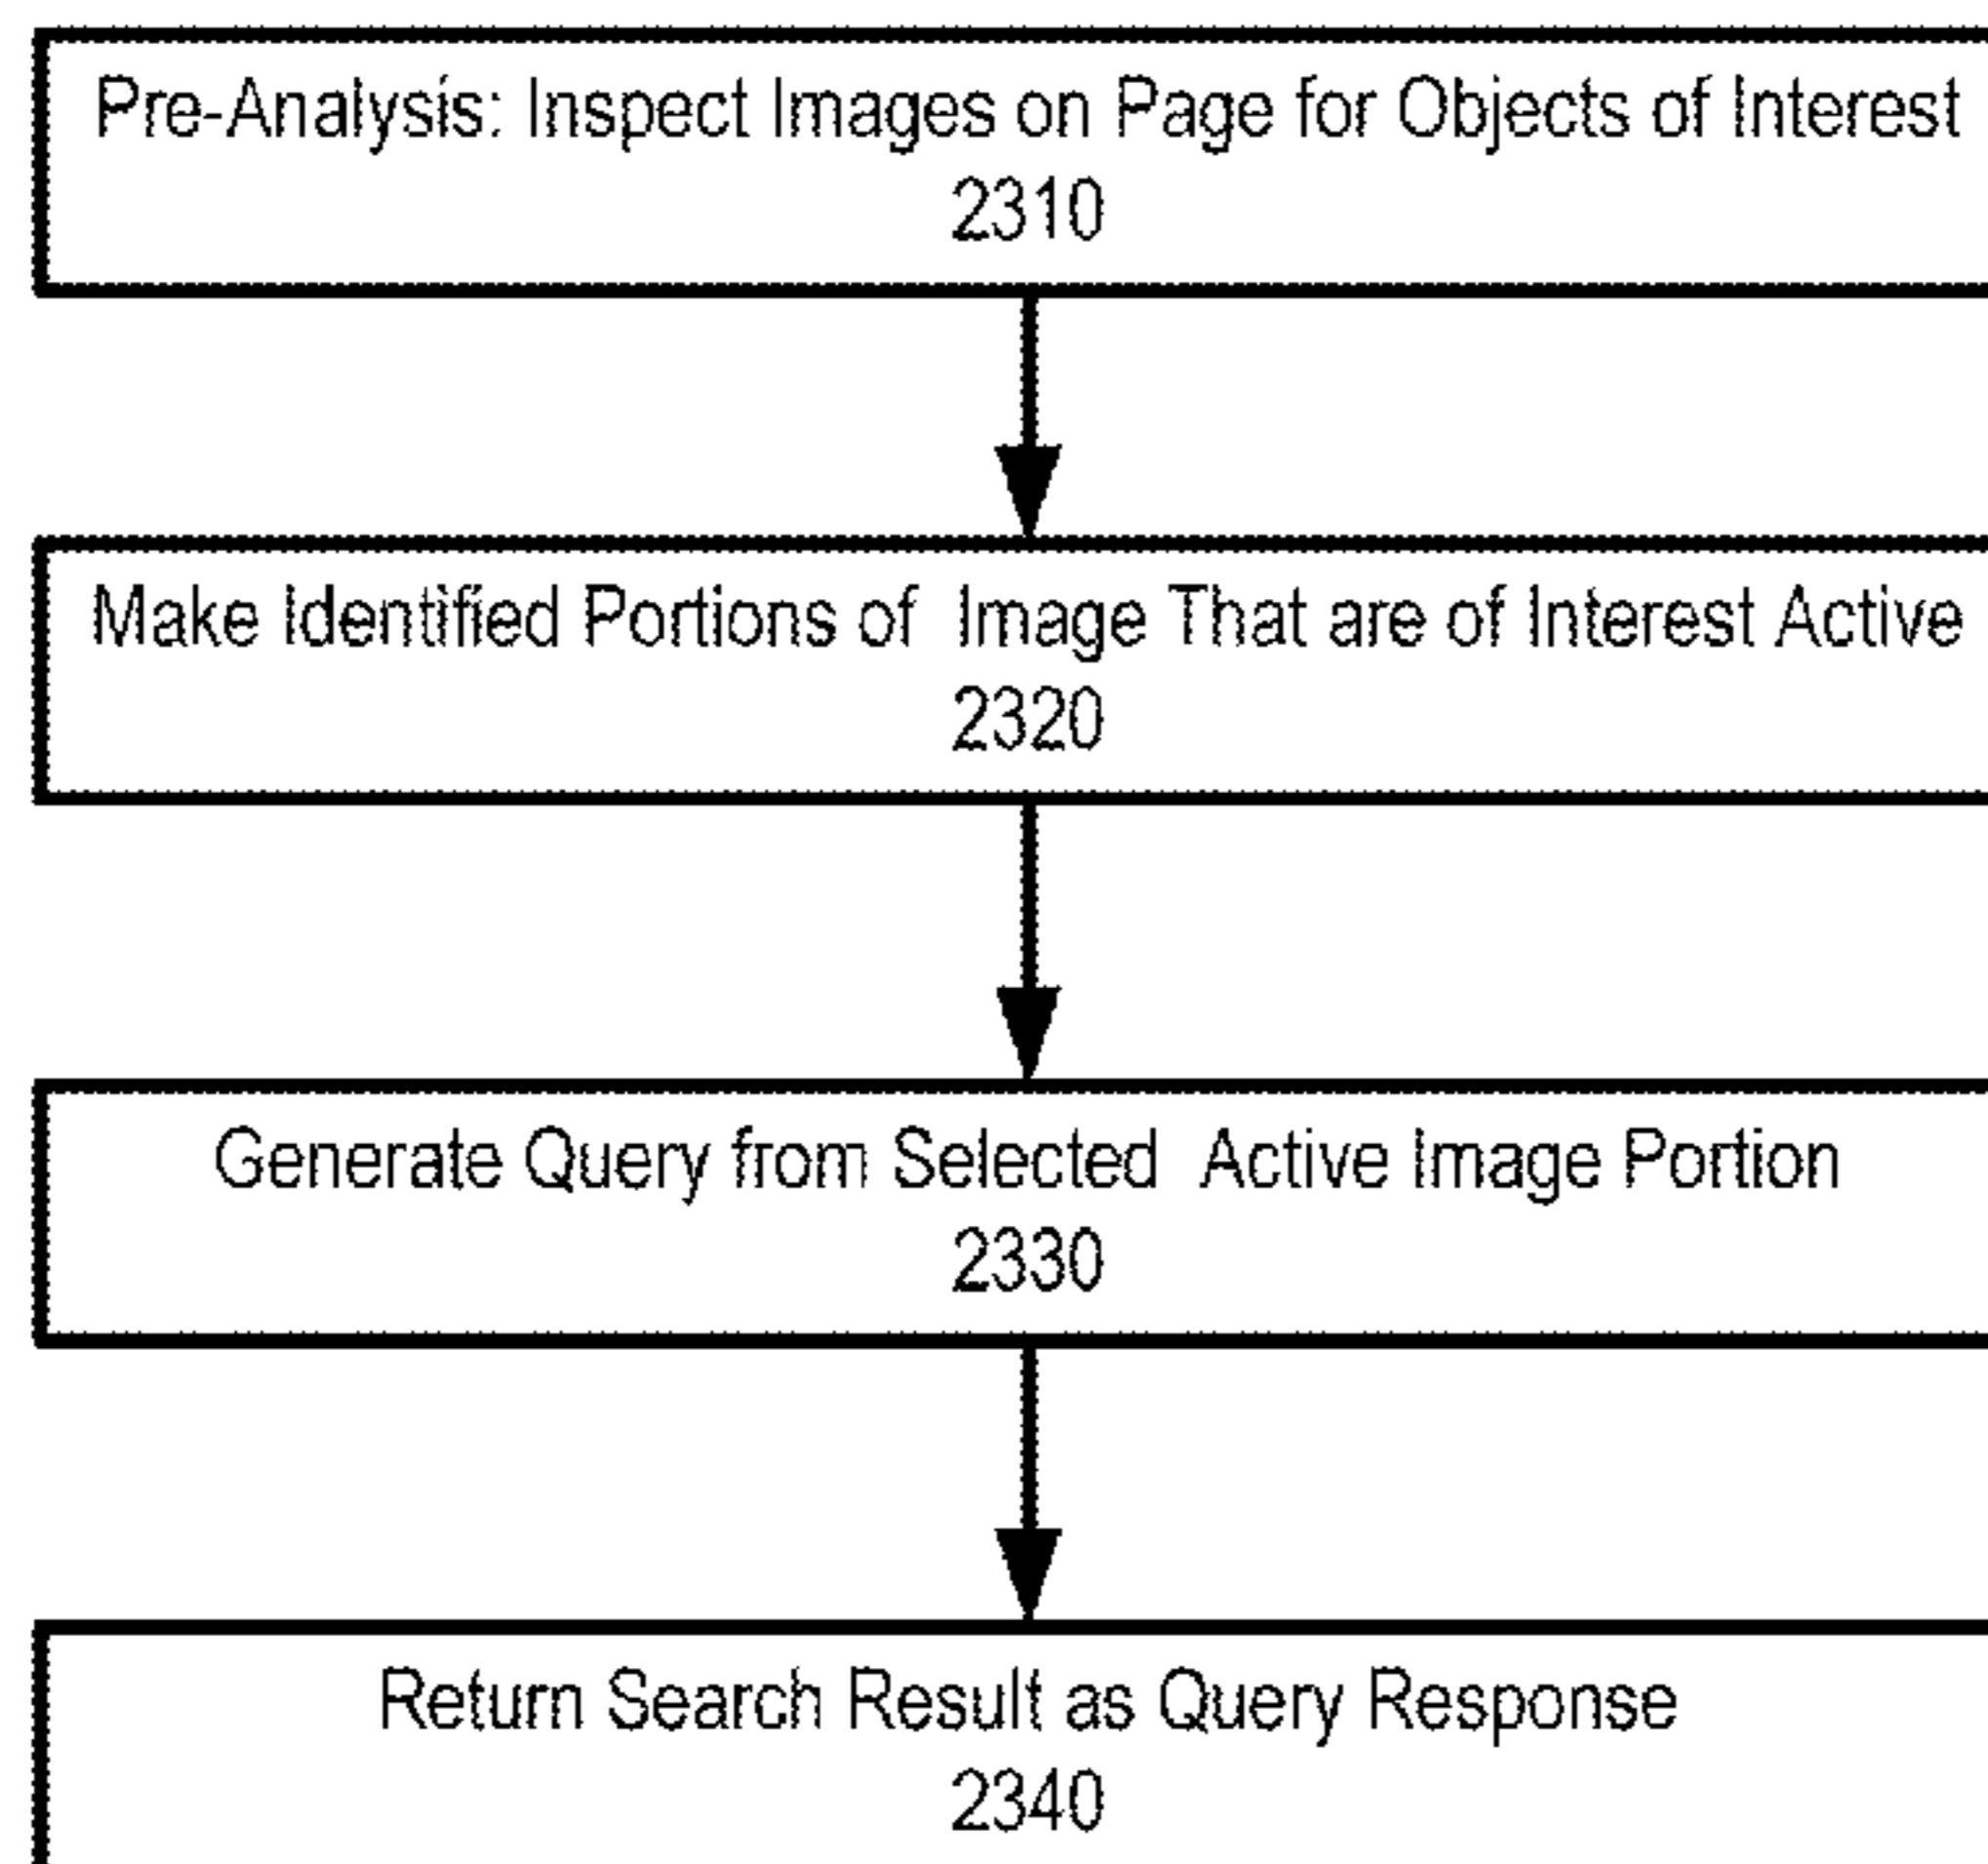 Pre-Analysis: Inspect Images on Page for Objects of Interest
2310
Make Identified Portions of Image That are of Interest Active
2320
Generate Query from Selected Active Image Portion
2330
Return Search Result as Query Response
2340